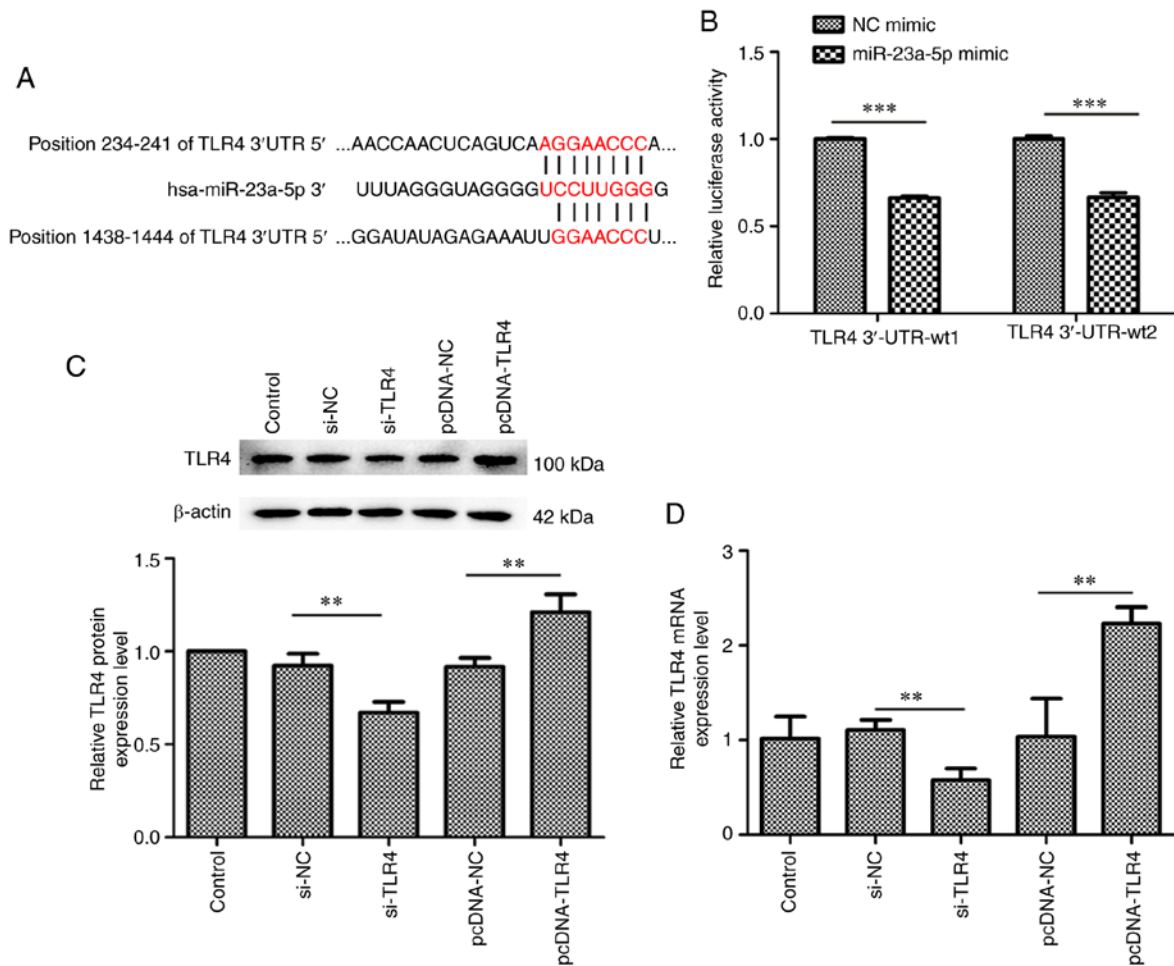 A
Position 234-241 of TLR4 3′UTR 5′ ...AACCAACUCAGUCAAGGAACCCA...
hsa-miR-23a-5p 3′ UUUAGGGUAGGGGUCCUUGGGG
Position 1438-1444 of TLR4 3′UTR 5′ ...GGAUAUAGAGAAAUUGGAACCCU...
B
NC mimic
miR-23a-5p mimic
Relative luciferase activity
1.5
1.0
0.5
0.0
***
***
TLR4 3′-UTR-wt1
TLR4 3′-UTR-wt2
C
Control
si-NC
si-TLR4
pcDNA-NC
pcDNA-TLR4
TLR4
100 kDa
β-actin
42 kDa
Relative TLR4 protein
expression level
1.5
1.0
0.5
0.0
**
**
Control
si-NC
si-TLR4
pcDNA-NC
pcDNA-TLR4
D
Relative TLR4 mRNA
expression level
3
2
1
0
**
**
Control
si-NC
si-TLR4
pcDNA-NC
pcDNA-TLR4